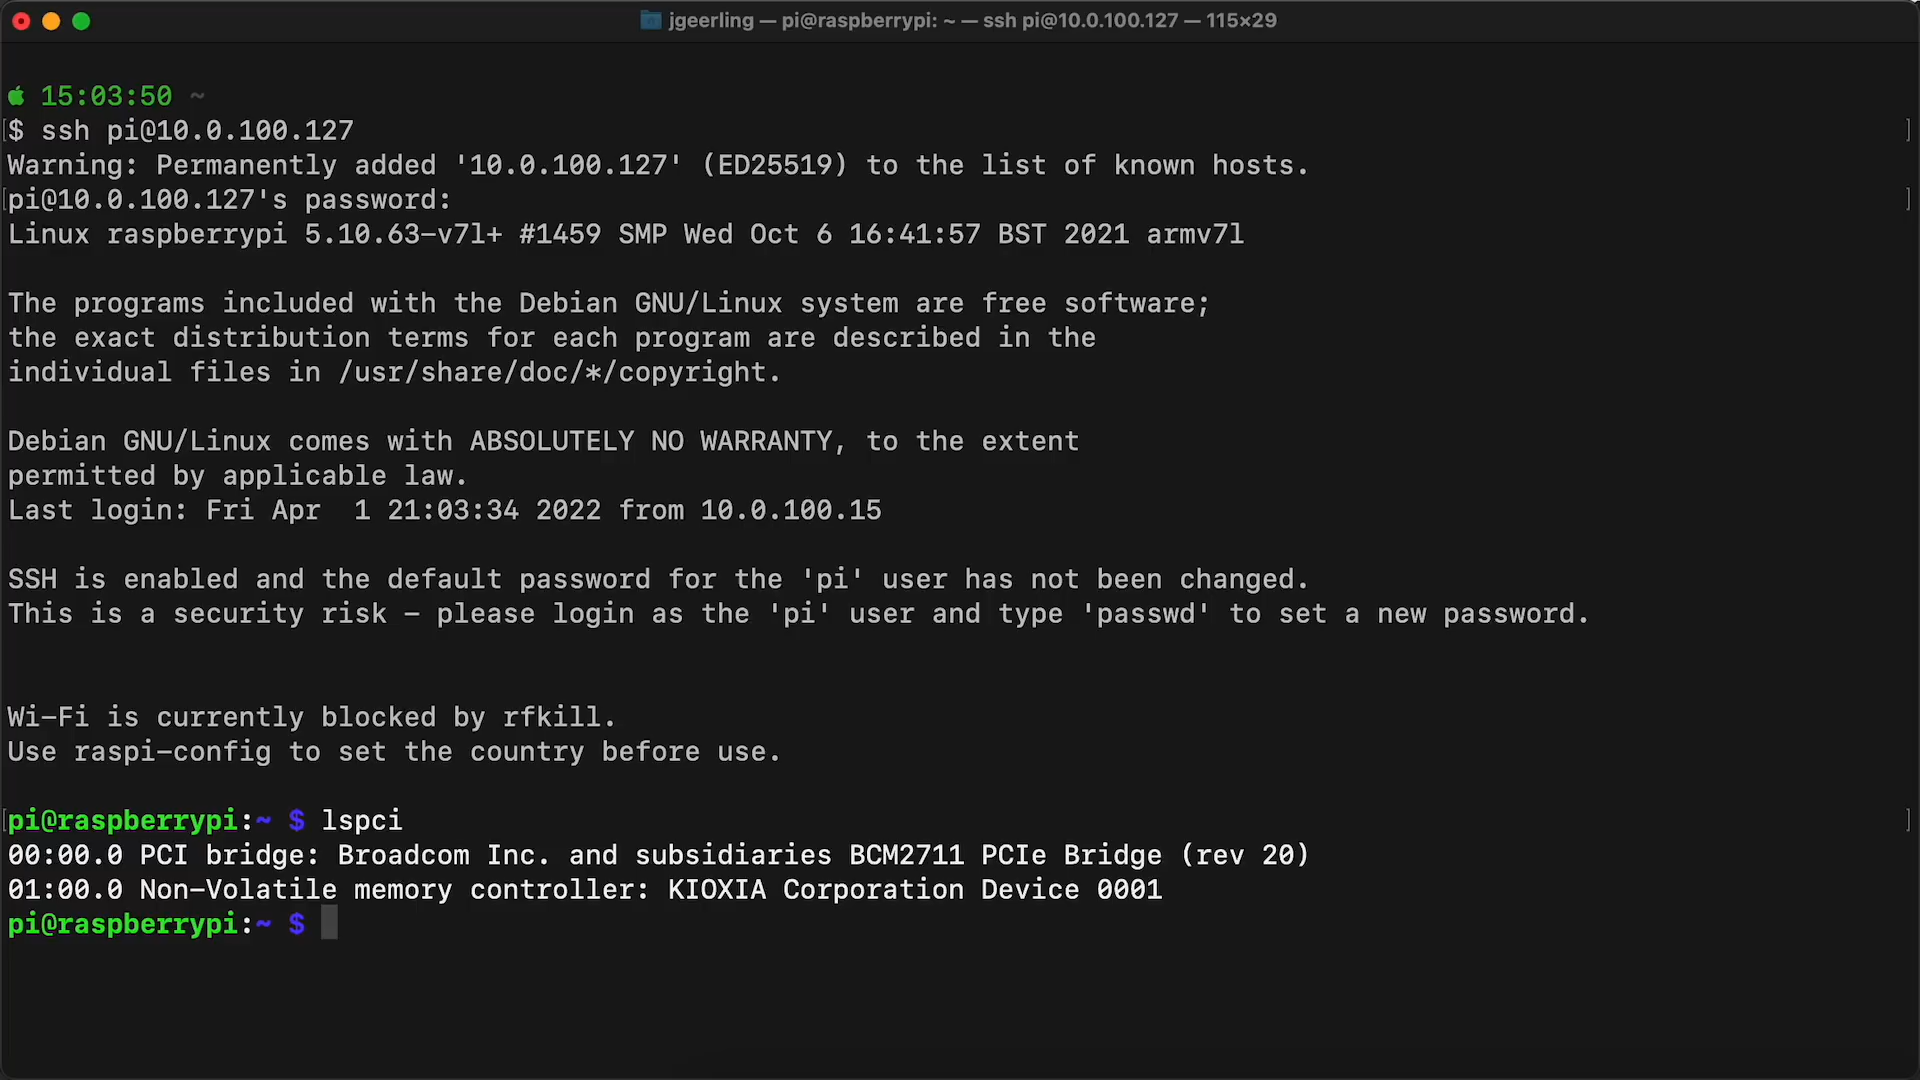 jgeerling — pi@raspberrypi: ~ — ssh pi@10.0.100.127 — 115×29
15:03:50 ~
$ ssh pi@10.0.100.127
Warning: Permanently added '10.0.100.127' (ED25519) to the list of known hosts.
pi@10.0.100.127's password:
Linux raspberrypi 5.10.63-v7l+ #1459 SMP Wed Oct 6 16:41:57 BST 2021 armv7l
The programs included with the Debian GNU/Linux system are free software;
the exact distribution terms for each program are described in the
individual files in /usr/share/doc/*/copyright.
Debian GNU/Linux comes with ABSOLUTELY NO WARRANTY, to the extent
permitted by applicable law.
Last login: Fri Apr  1 21:03:34 2022 from 10.0.100.15
SSH is enabled and the default password for the 'pi' user has not been changed.
This is a security risk - please login as the 'pi' user and type 'passwd' to set a new password.
Wi-Fi is currently blocked by rfkill.
Use raspi-config to set the country before use.
pi@raspberrypi:~ $ lspci
00:00.0 PCI bridge: Broadcom Inc. and subsidiaries BCM2711 PCIe Bridge (rev 20)
01:00.0 Non-Volatile memory controller: KIOXIA Corporation Device 0001
pi@raspberrypi:~ $